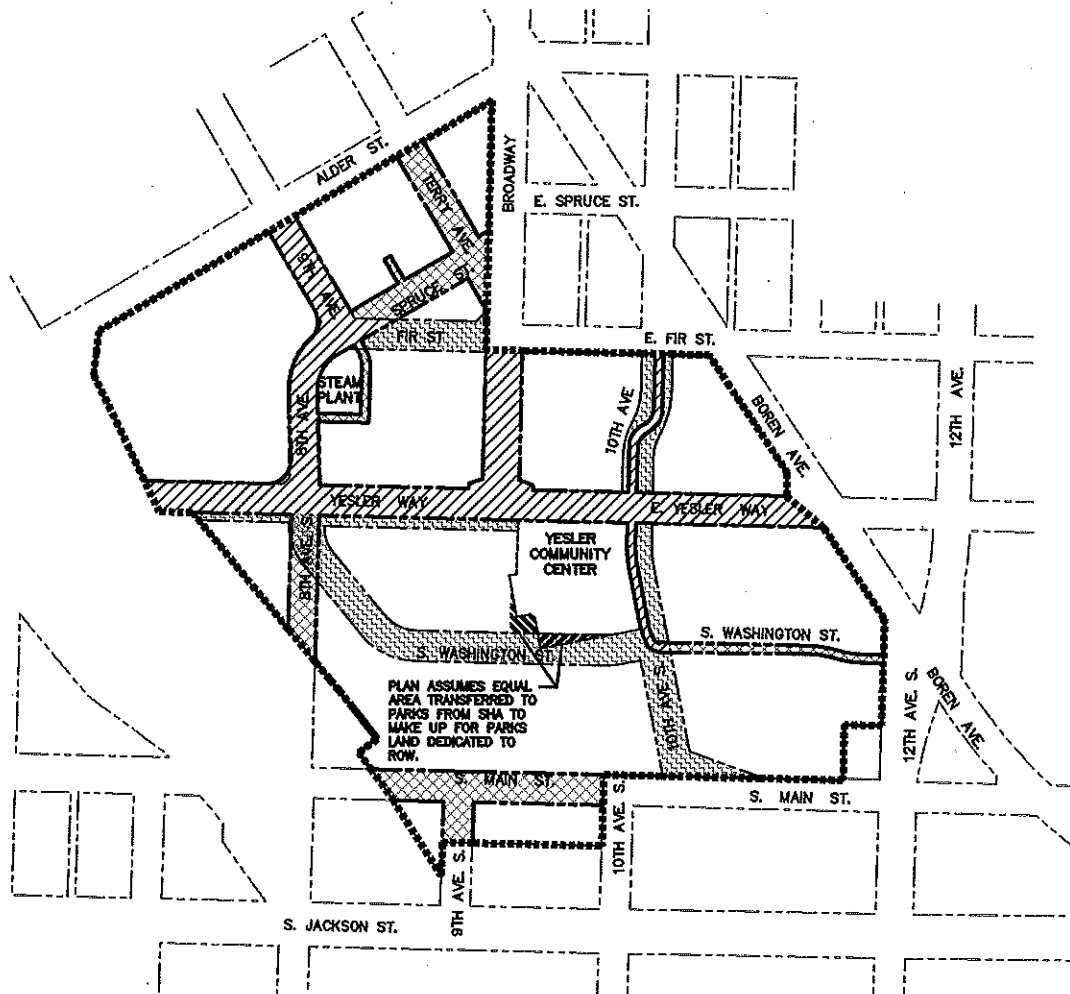 ALDER ST.
BROADWAY
TERRY AVE.
E. SPRUCE ST.
9TH AVE
SPRUCE ST.
FIR ST
E. FIR ST.
STEAM
PLANT
8TH AVE.
10TH AVE
BOREN AVE.
12TH AVE.
YESLER WAY
E. YESLER WAY
8TH AVE S.
YESLER
COMMUNITY
CENTER
S. WASHINGTON ST.
S. WASHINGTON ST.
PLAN ASSUMES EQUAL
AREA TRANSFERRED TO
PARKS FROM SHA TO
MAKE UP FOR PARKS
LAND DEDICATED TO
ROW.
10TH AVE S.
12TH AVE S.
BOREN AVE.
S. MAIN ST.
S. MAIN ST.
10TH AVE S.
9TH AVE S.
S. JACKSON ST.